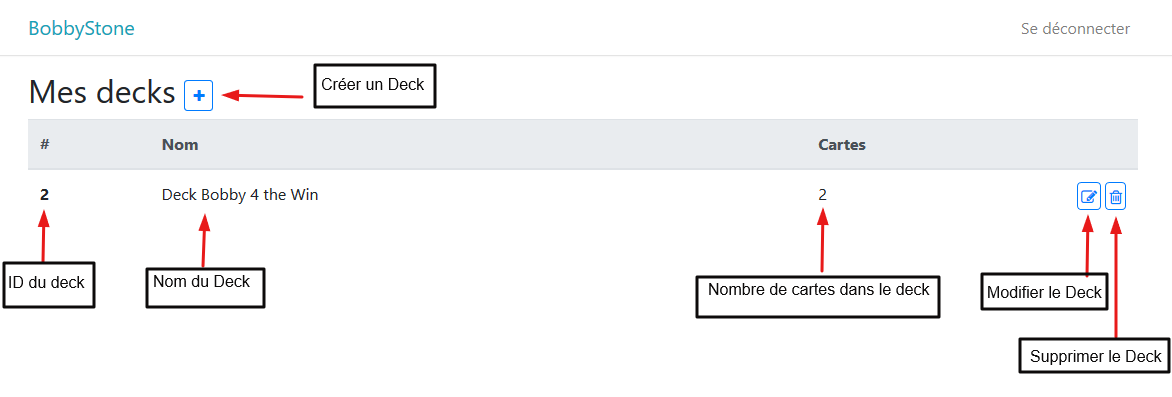 BobbyStone
Se déconnecter
Mes decks
Créer un Deck
# Nom Cartes
2 Deck Bobby 4 the Win 2
ID du deck
Nom du Deck
Nombre de cartes dans le deck
Modifier le Deck
Supprimer le Deck